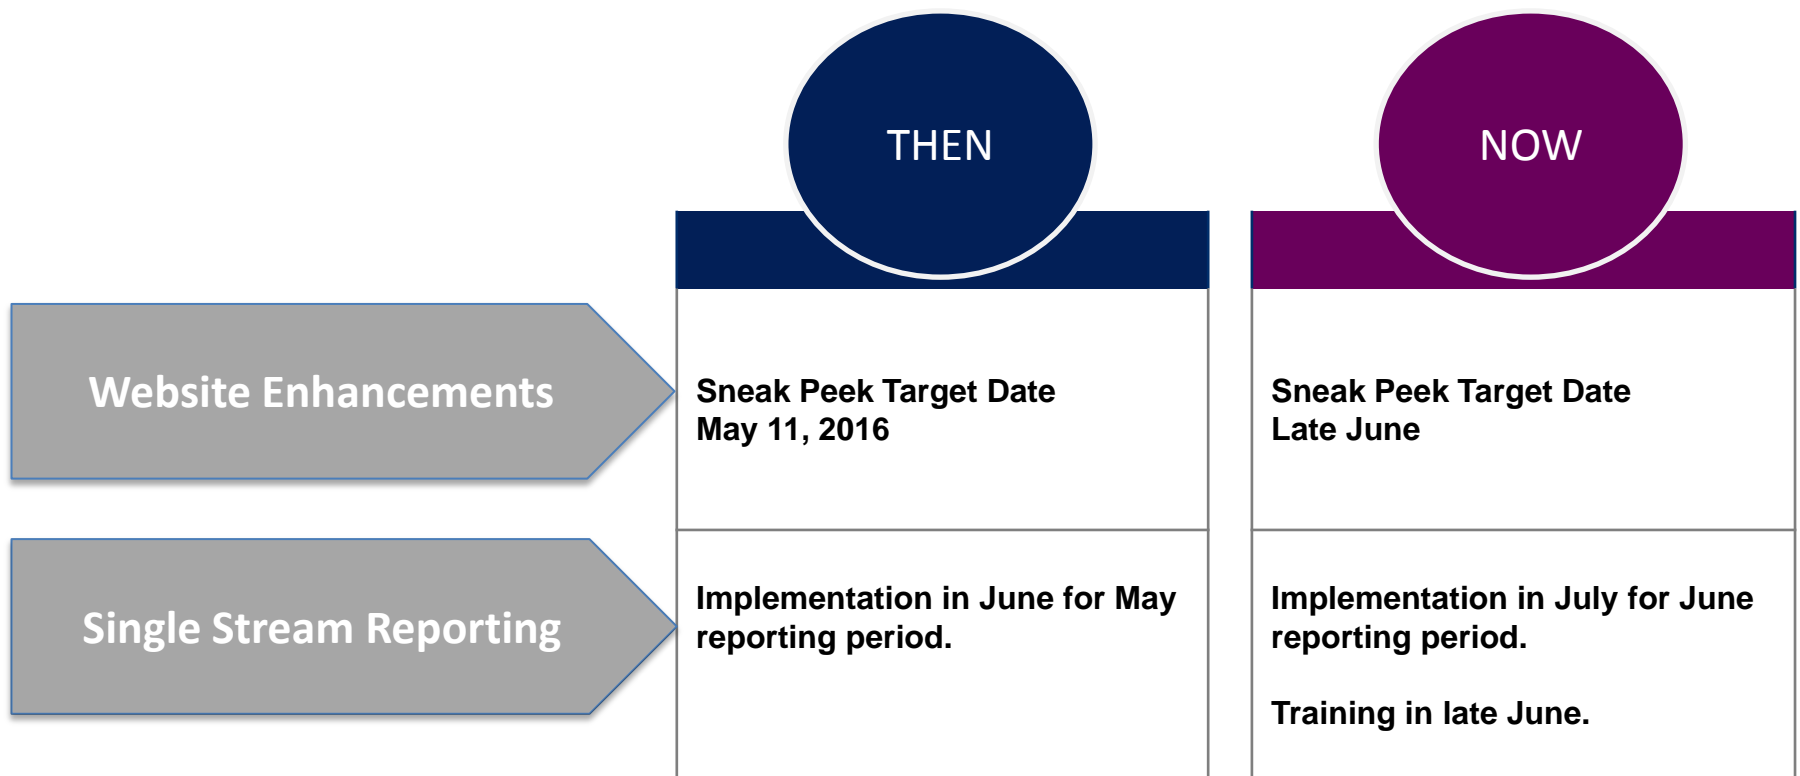 THEN
NOW
Website Enhancements
Sneak Peek Target Date
May 11, 2016
Sneak Peek Target Date
Late June
Single Stream Reporting
Implementation in June for May
reporting period.
Implementation in July for June
reporting period.
Training in late June.